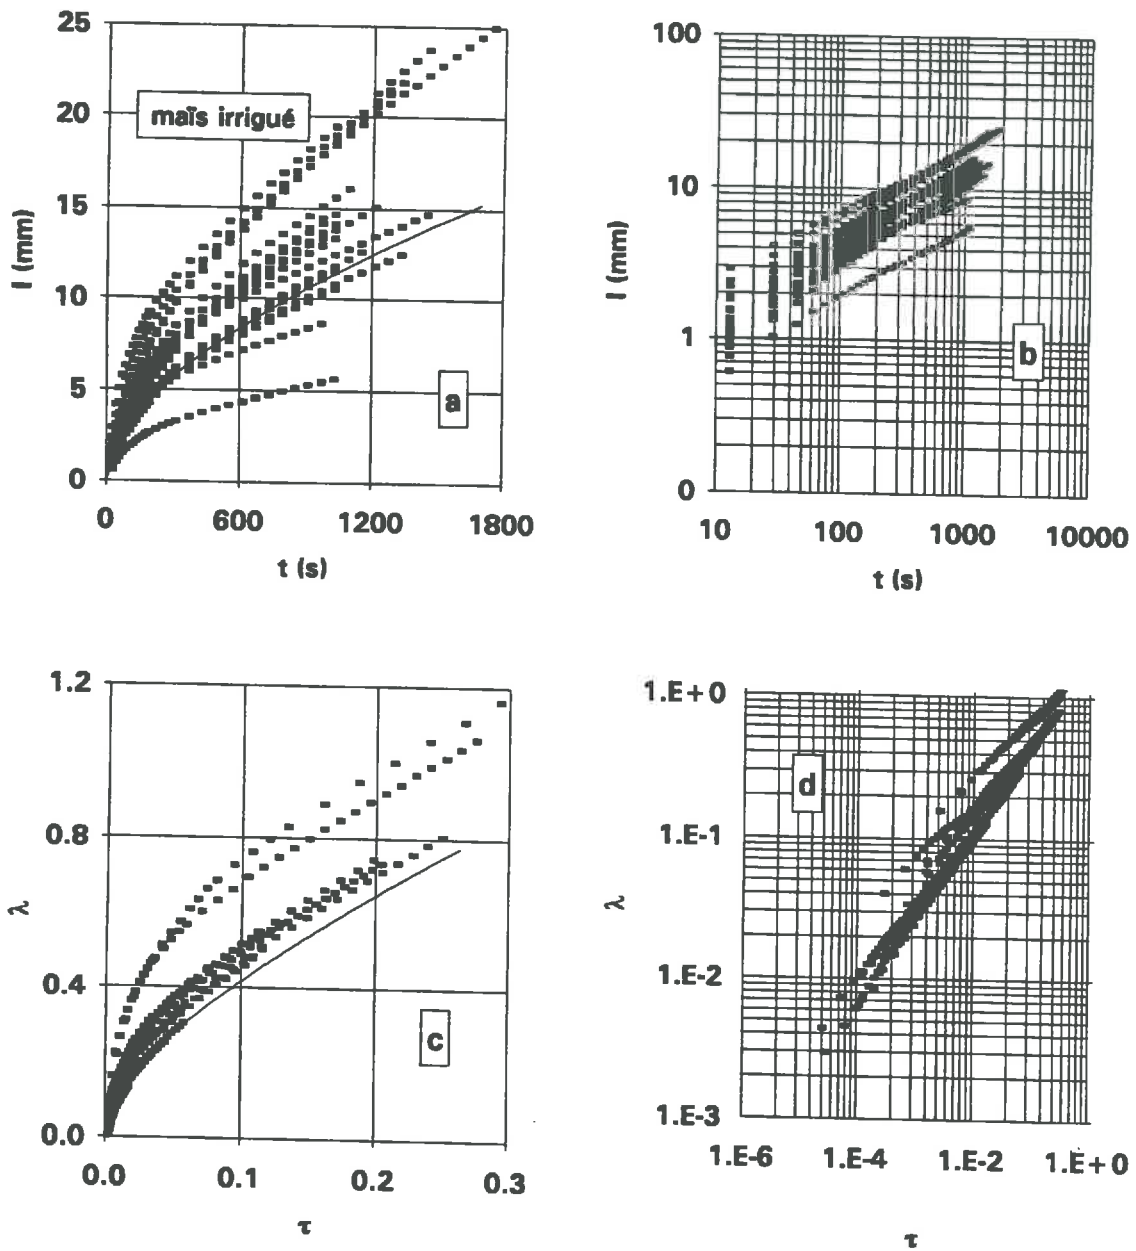 25
20
15
10
5
0
I (mm)
maïs irrigué
a
0 600 1200 1800
t (s)
100
10
1
0
I (mm)
b
10 100 1000 10000
t (s)
1.2
0.8
0.4
0.0
λ
c
0.0 0.1 0.2 0.3
τ
1.E+0
1.E-1
1.E-2
1.E-3
λ
d
1.E-6 1.E-4 1.E-2 1.E+0
τ